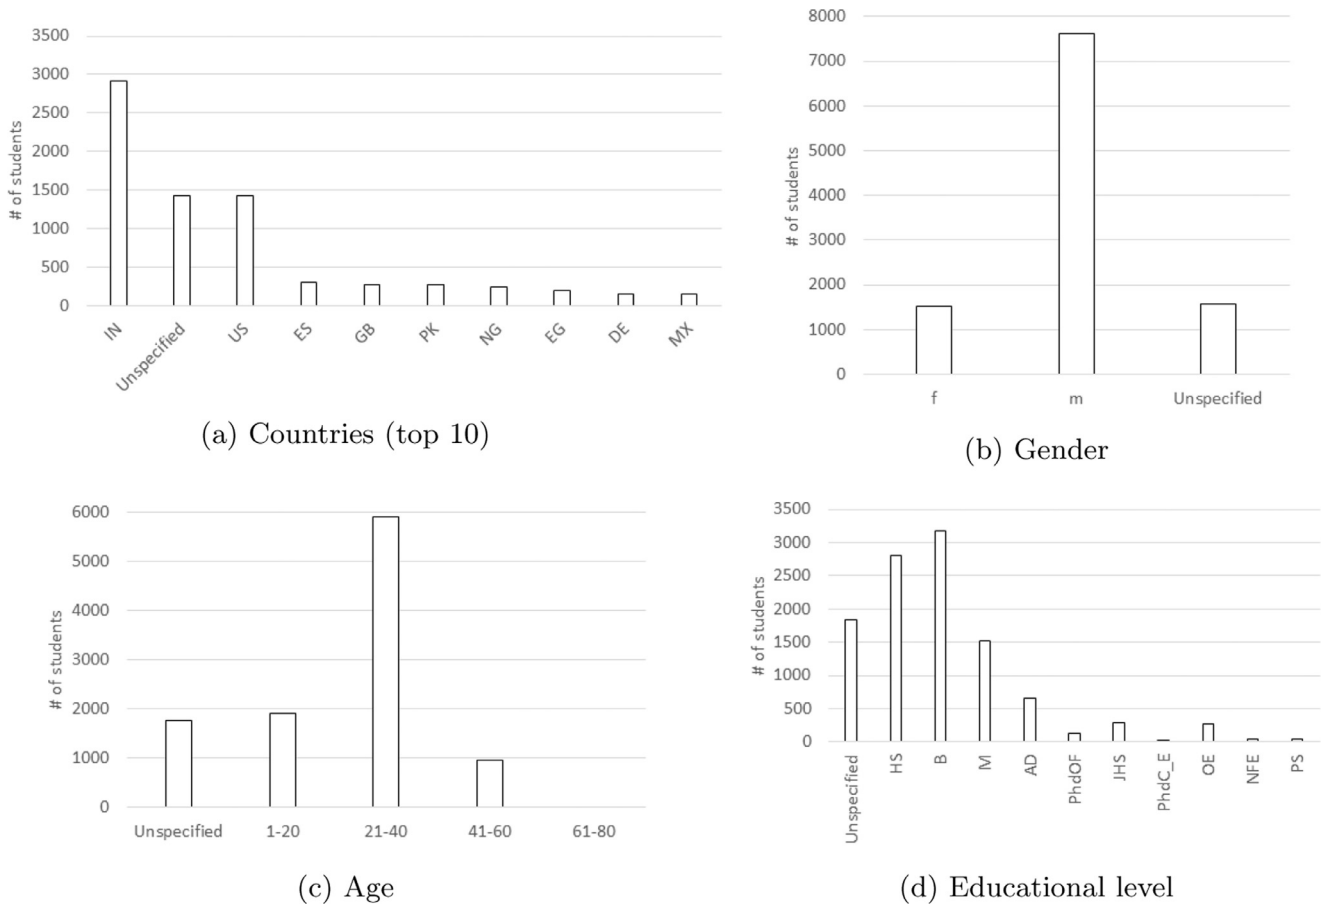 3500
3000
2500
2000
1500
1000
500
0
# of students
IN
Unspecified
US
ES
GB
PK
NG
EG
DE
MX
(a) Countries (top 10)
8000
7000
6000
5000
4000
3000
2000
1000
0
# of students
f
m
Unspecified
(b) Gender
6000
5000
4000
3000
2000
1000
0
# of students
Unspecified
1-20
21-40
41-60
61-80
(c) Age
3500
3000
2500
2000
1500
1000
500
0
# of students
Unspecified
HS
B
M
AD
PhdOF
JHS
PhdC_E
OE
NFE
PS
(d) Educational level